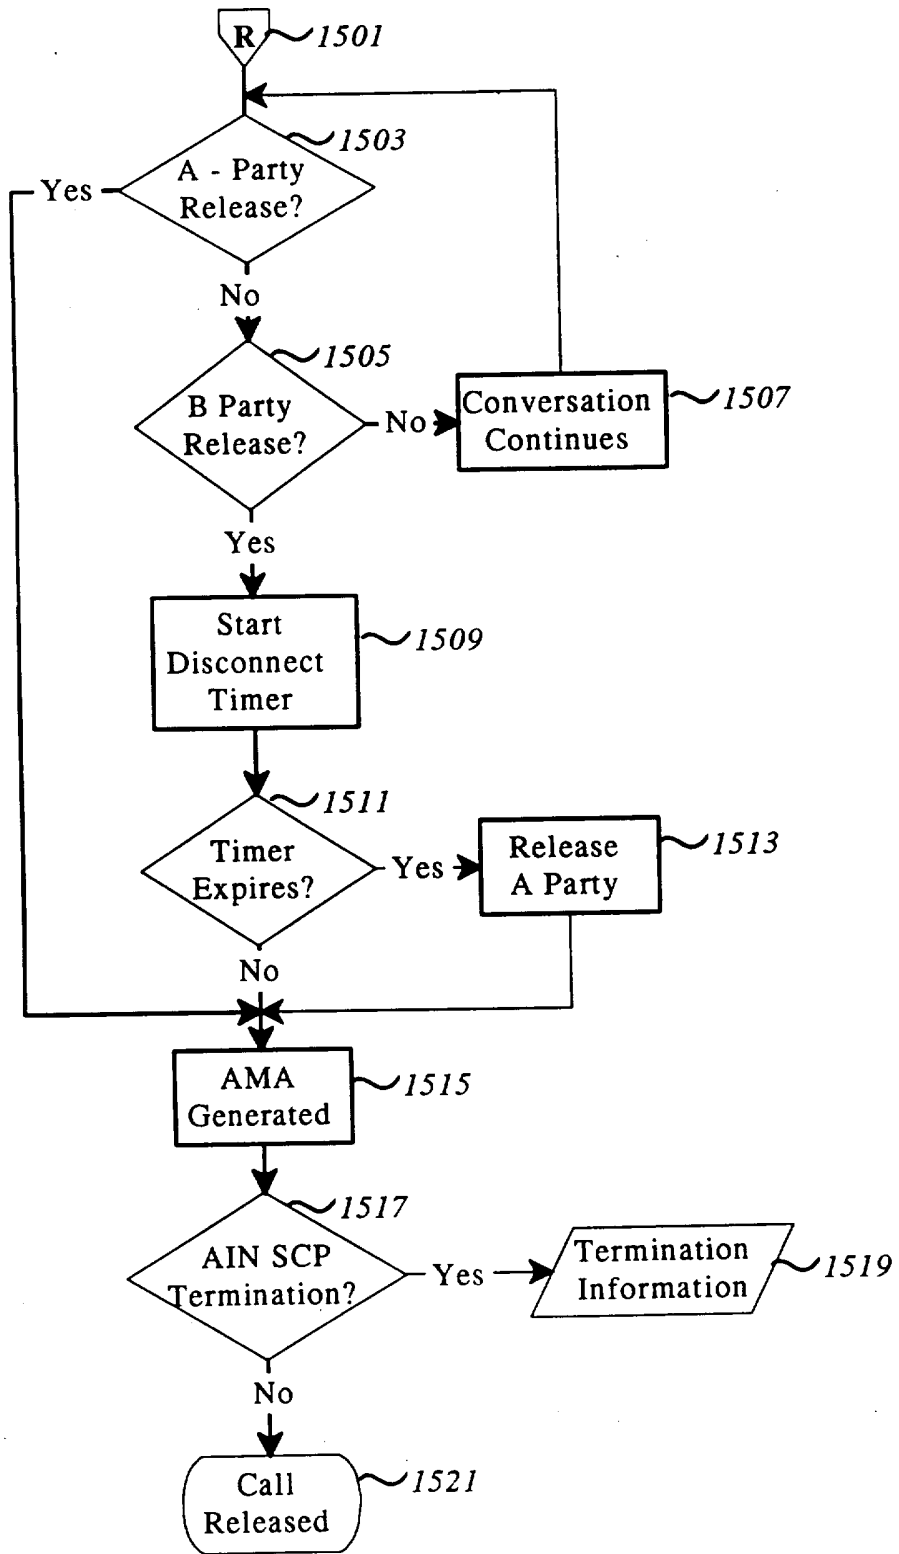 R
1501
1503
A - Party
Release?
Yes
No
1505
B Party
Release?
No
Conversation
Continues
1507
Yes
Start
Disconnect
Timer
1509
1511
Timer
Expires?
Yes
Release
A Party
1513
No
AMA
Generated
1515
1517
AIN SCP
Termination?
Yes
Termination
Information
1519
No
Call
Released
1521